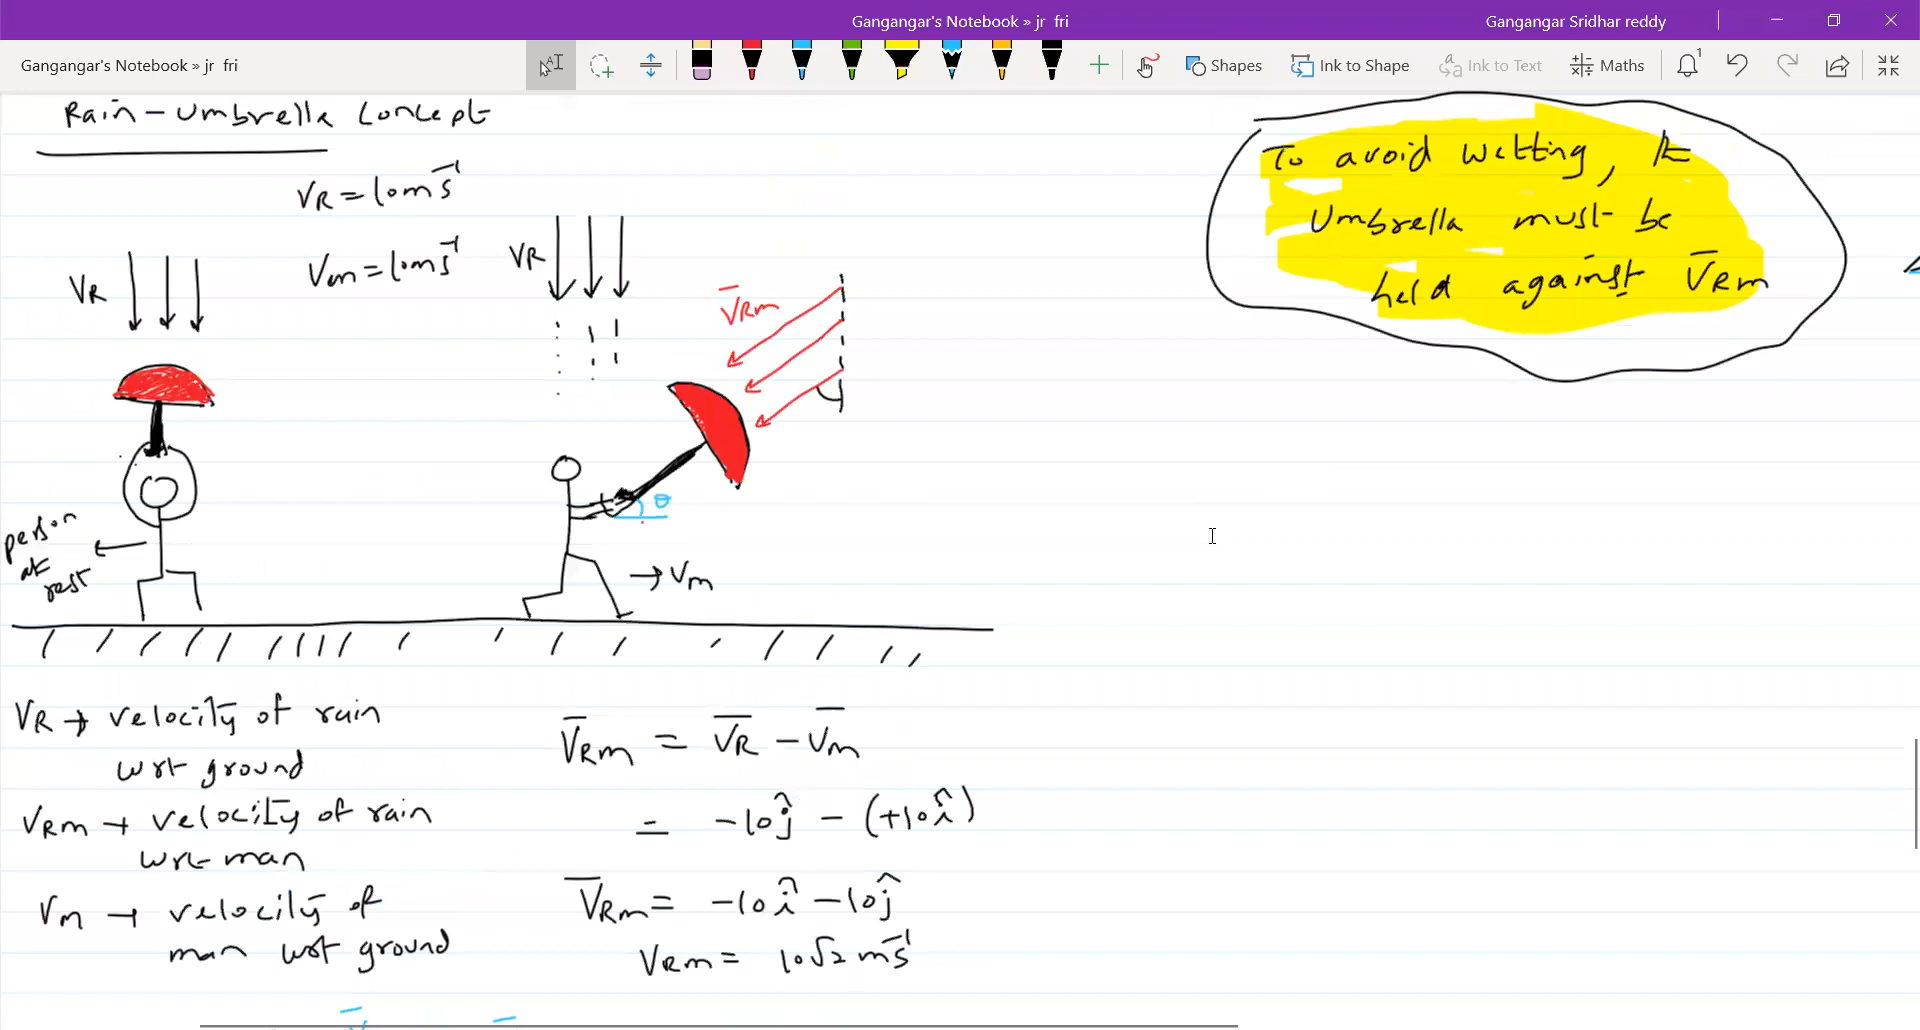 Gangangar's Notebook » jr fri
Gangangar Sridhar reddy
Gangangar's Notebook » jr fri
Shapes
Ink to Shape
Ink to Text
Maths
1
Rain-Umbrella Concept
VR = 10ms⁻¹
Vm = 10ms⁻¹
VR
VR
V̅Rm
θ
person
at
rest
→ Vm
To avoid wetting, the
Umbrella must be
held against V̅Rm
VR → velocity of rain
wrt ground
VRm → velocity of rain
wrt man
Vm → velocity of
man wrt ground
V̅Rm = V̅R - V̅m
= -10ĵ - (+10î)
V̅Rm = -10î - 10ĵ
VRm = 10√2 ms⁻¹